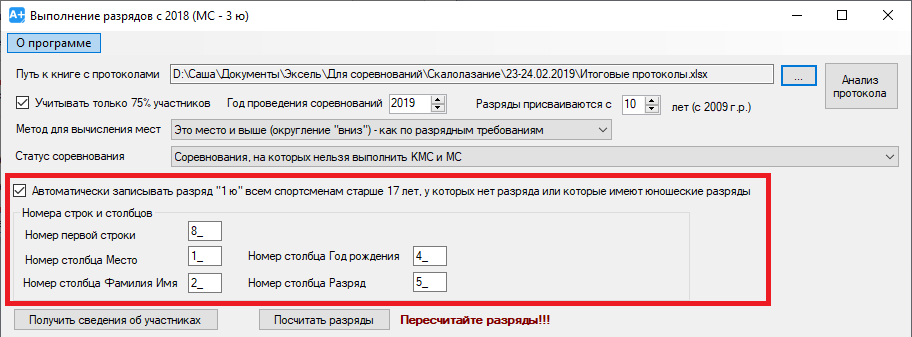 A+ Выполнение разрядов с 2018 (МС - 3 ю)
О программе
Путь к книге с протоколами D:\Саша\Документы\Эксель\Для соревнований\Скалолазание\23-24.02.2019\Итоговые протоколы.xlsx ... Анализ протокола
Учитывать только 75% участников Год проведения соревнований 2019 Разряды присваиваются с 10 лет (с 2009 г.р.)
Метод для вычисления мест Это место и выше (округление "вниз") - как по разрядным требованиям
Статус соревнования Соревнования, на которых нельзя выполнить КМС и МС
Автоматически записывать разряд "1 ю" всем спортсменам старше 17 лет, у которых нет разряда или которые имеют юношеские разряды
Номера строк и столбцов
Номер первой строки 8_
Номер столбца Место 1_ Номер столбца Год рождения 4_
Номер столбца Фамилия Имя 2_ Номер столбца Разряд 5_
Получить сведения об участниках Посчитать разряды Пересчитайте разряды!!!